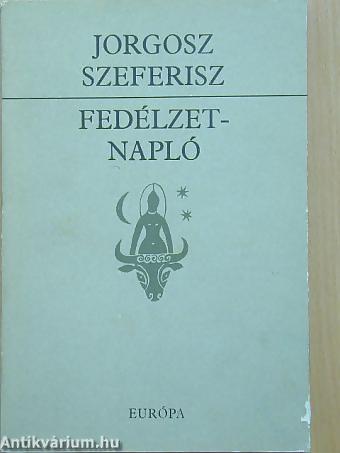 JORGOSZ
SZEFERISZ
FEDÉLZET-
NAPLÓ
EURÓPA
Antikvárium.hu